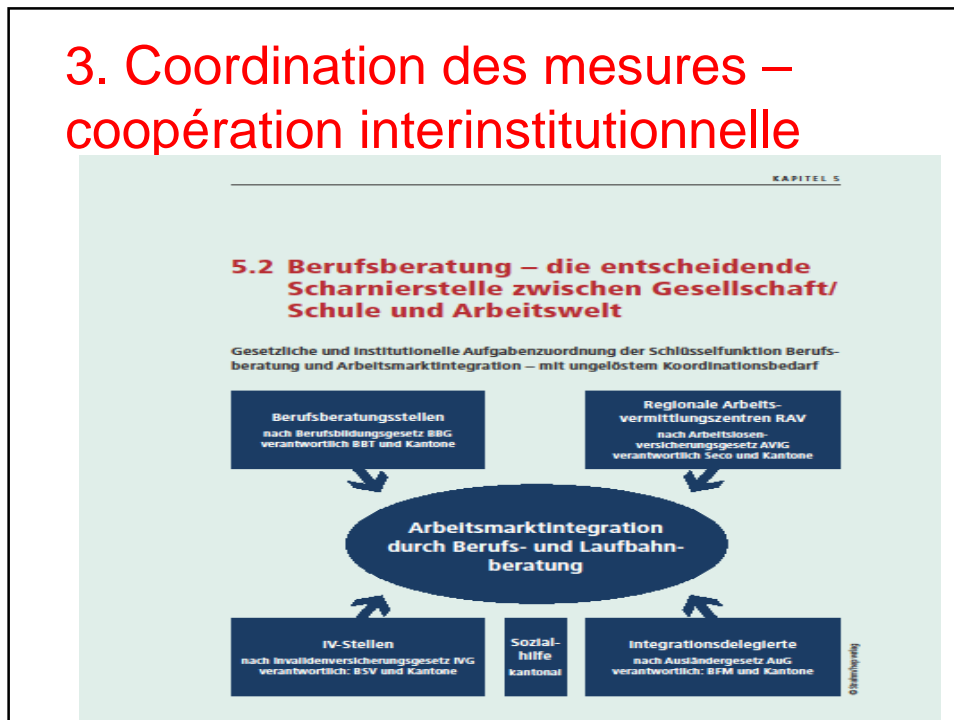 3. Coordination des mesures –
coopération interinstitutionnelle
KAPITEL 5
5.2 Berufsberatung – die entscheidende
Scharnierstelle zwischen Gesellschaft/
Schule und Arbeitswelt
Gesetzliche und institutionelle Aufgabenzuordnung der Schlüsselfunktion Berufs-
beratung und Arbeitsmarktintegration – mit ungelöstem Koordinationsbedarf
Berufsberatungsstellen
nach Berufsbildungsgesetz BBG
verantwortlich BBT und Kantone
Regionale Arbeits-
vermittlungszentren RAV
nach Arbeitslosen-
versicherungsgesetz AVIG
verantwortlich Seco und Kantone
Arbeitsmarktintegration
durch Berufs- und Laufbahn-
beratung
IV-Stellen
nach Invalidenversicherungsgesetz IVG
verantwortlich: BSV und Kantone
Sozial-
hilfe
kantonal
Integrationsdelegierte
nach Ausländergesetz AuG
verantwortlich: BFM und Kantone